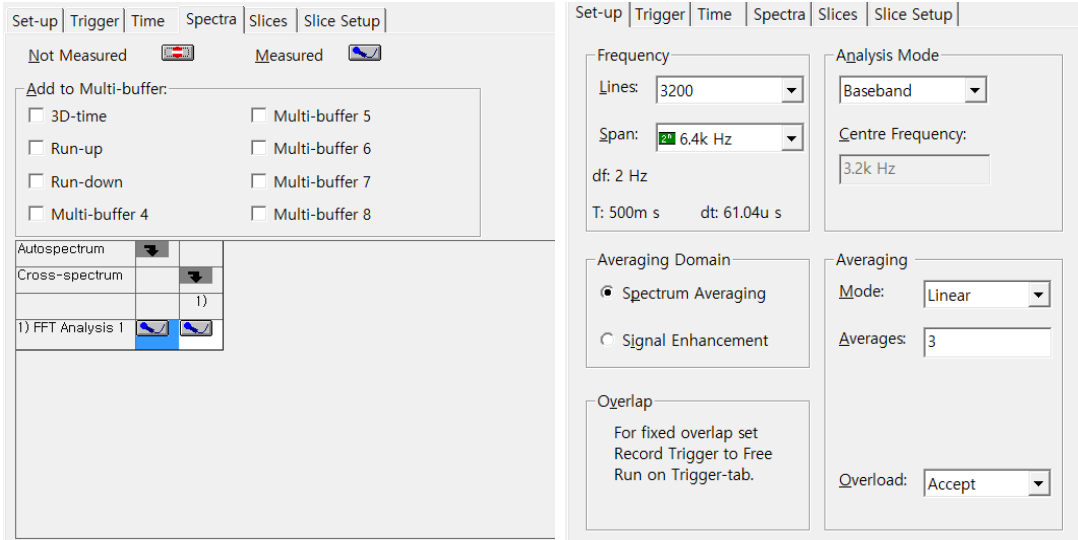 Set-up Trigger Time Spectra Slices Slice Setup
Not Measured Measured
Add to Multi-buffer:
3D-time Multi-buffer 5
Run-up Multi-buffer 6
Run-down Multi-buffer 7
Multi-buffer 4 Multi-buffer 8
Autospectrum
Cross-spectrum
1)
1) FFT Analysis 1
Set-up Trigger Time Spectra Slices Slice Setup
Frequency
Lines: 3200
Span: 2ⁿ 6.4k Hz
df: 2 Hz
T: 500m s dt: 61.04u s
Analysis Mode
Baseband
Centre Frequency:
3.2k Hz
Averaging Domain
Spectrum Averaging
Signal Enhancement
Averaging
Mode: Linear
Averages: 3
Overload: Accept
Overlap
For fixed overlap set
Record Trigger to Free
Run on Trigger-tab.